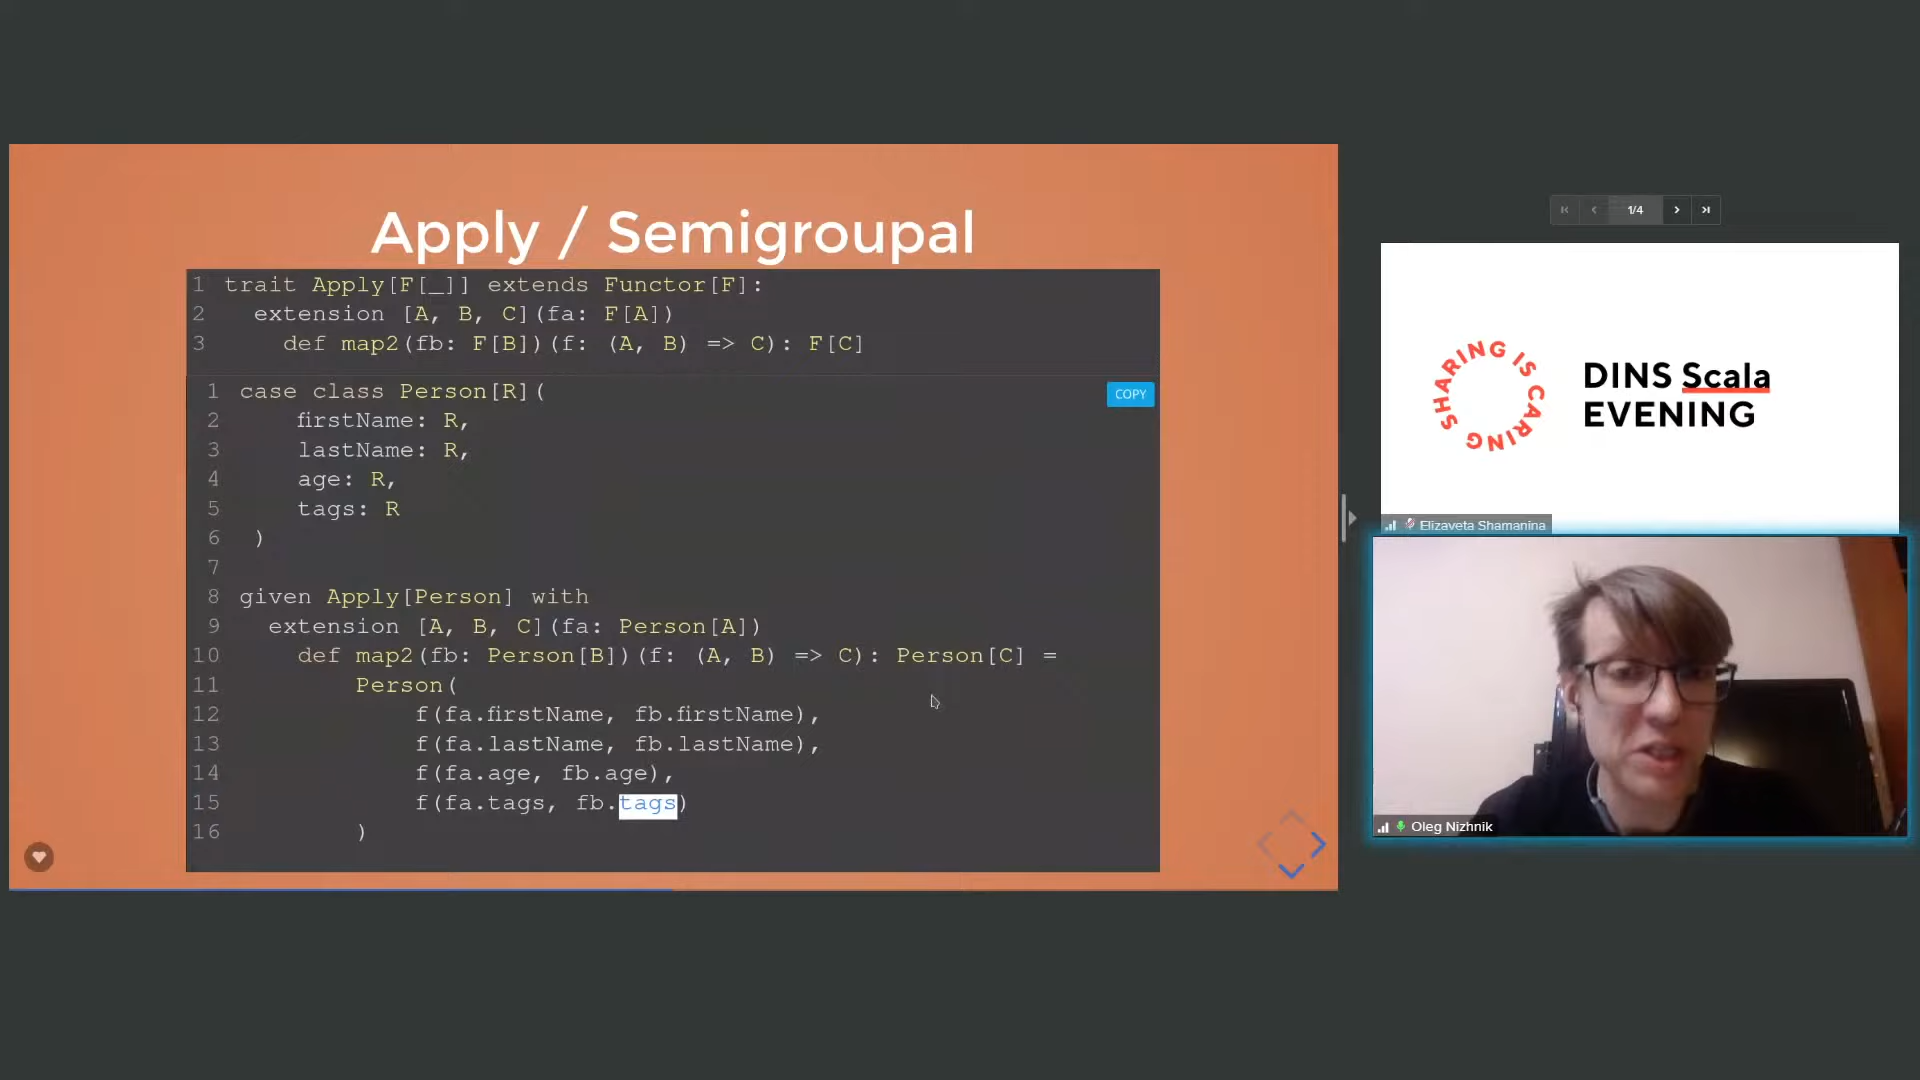 Apply / Semigroupal
1 trait Apply[F[_]] extends Functor[F]:
2   extension [A, B, C](fa: F[A])
3     def map2(fb: F[B])(f: (A, B) => C): F[C]
1 case class Person[R](
COPY
2     firstName: R,
3     lastName: R,
4     age: R,
5     tags: R
6  )
7
8 given Apply[Person] with
9   extension [A, B, C](fa: Person[A])
10     def map2(fb: Person[B])(f: (A, B) => C): Person[C] =
11         Person(
12             f(fa.firstName, fb.firstName),
13             f(fa.lastName, fb.lastName),
14             f(fa.age, fb.age),
15             f(fa.tags, fb.tags)
16         )
1/4
SHARING IS CARING
DINS Scala
EVENING
Elizaveta Shamanina
Oleg Nizhnik